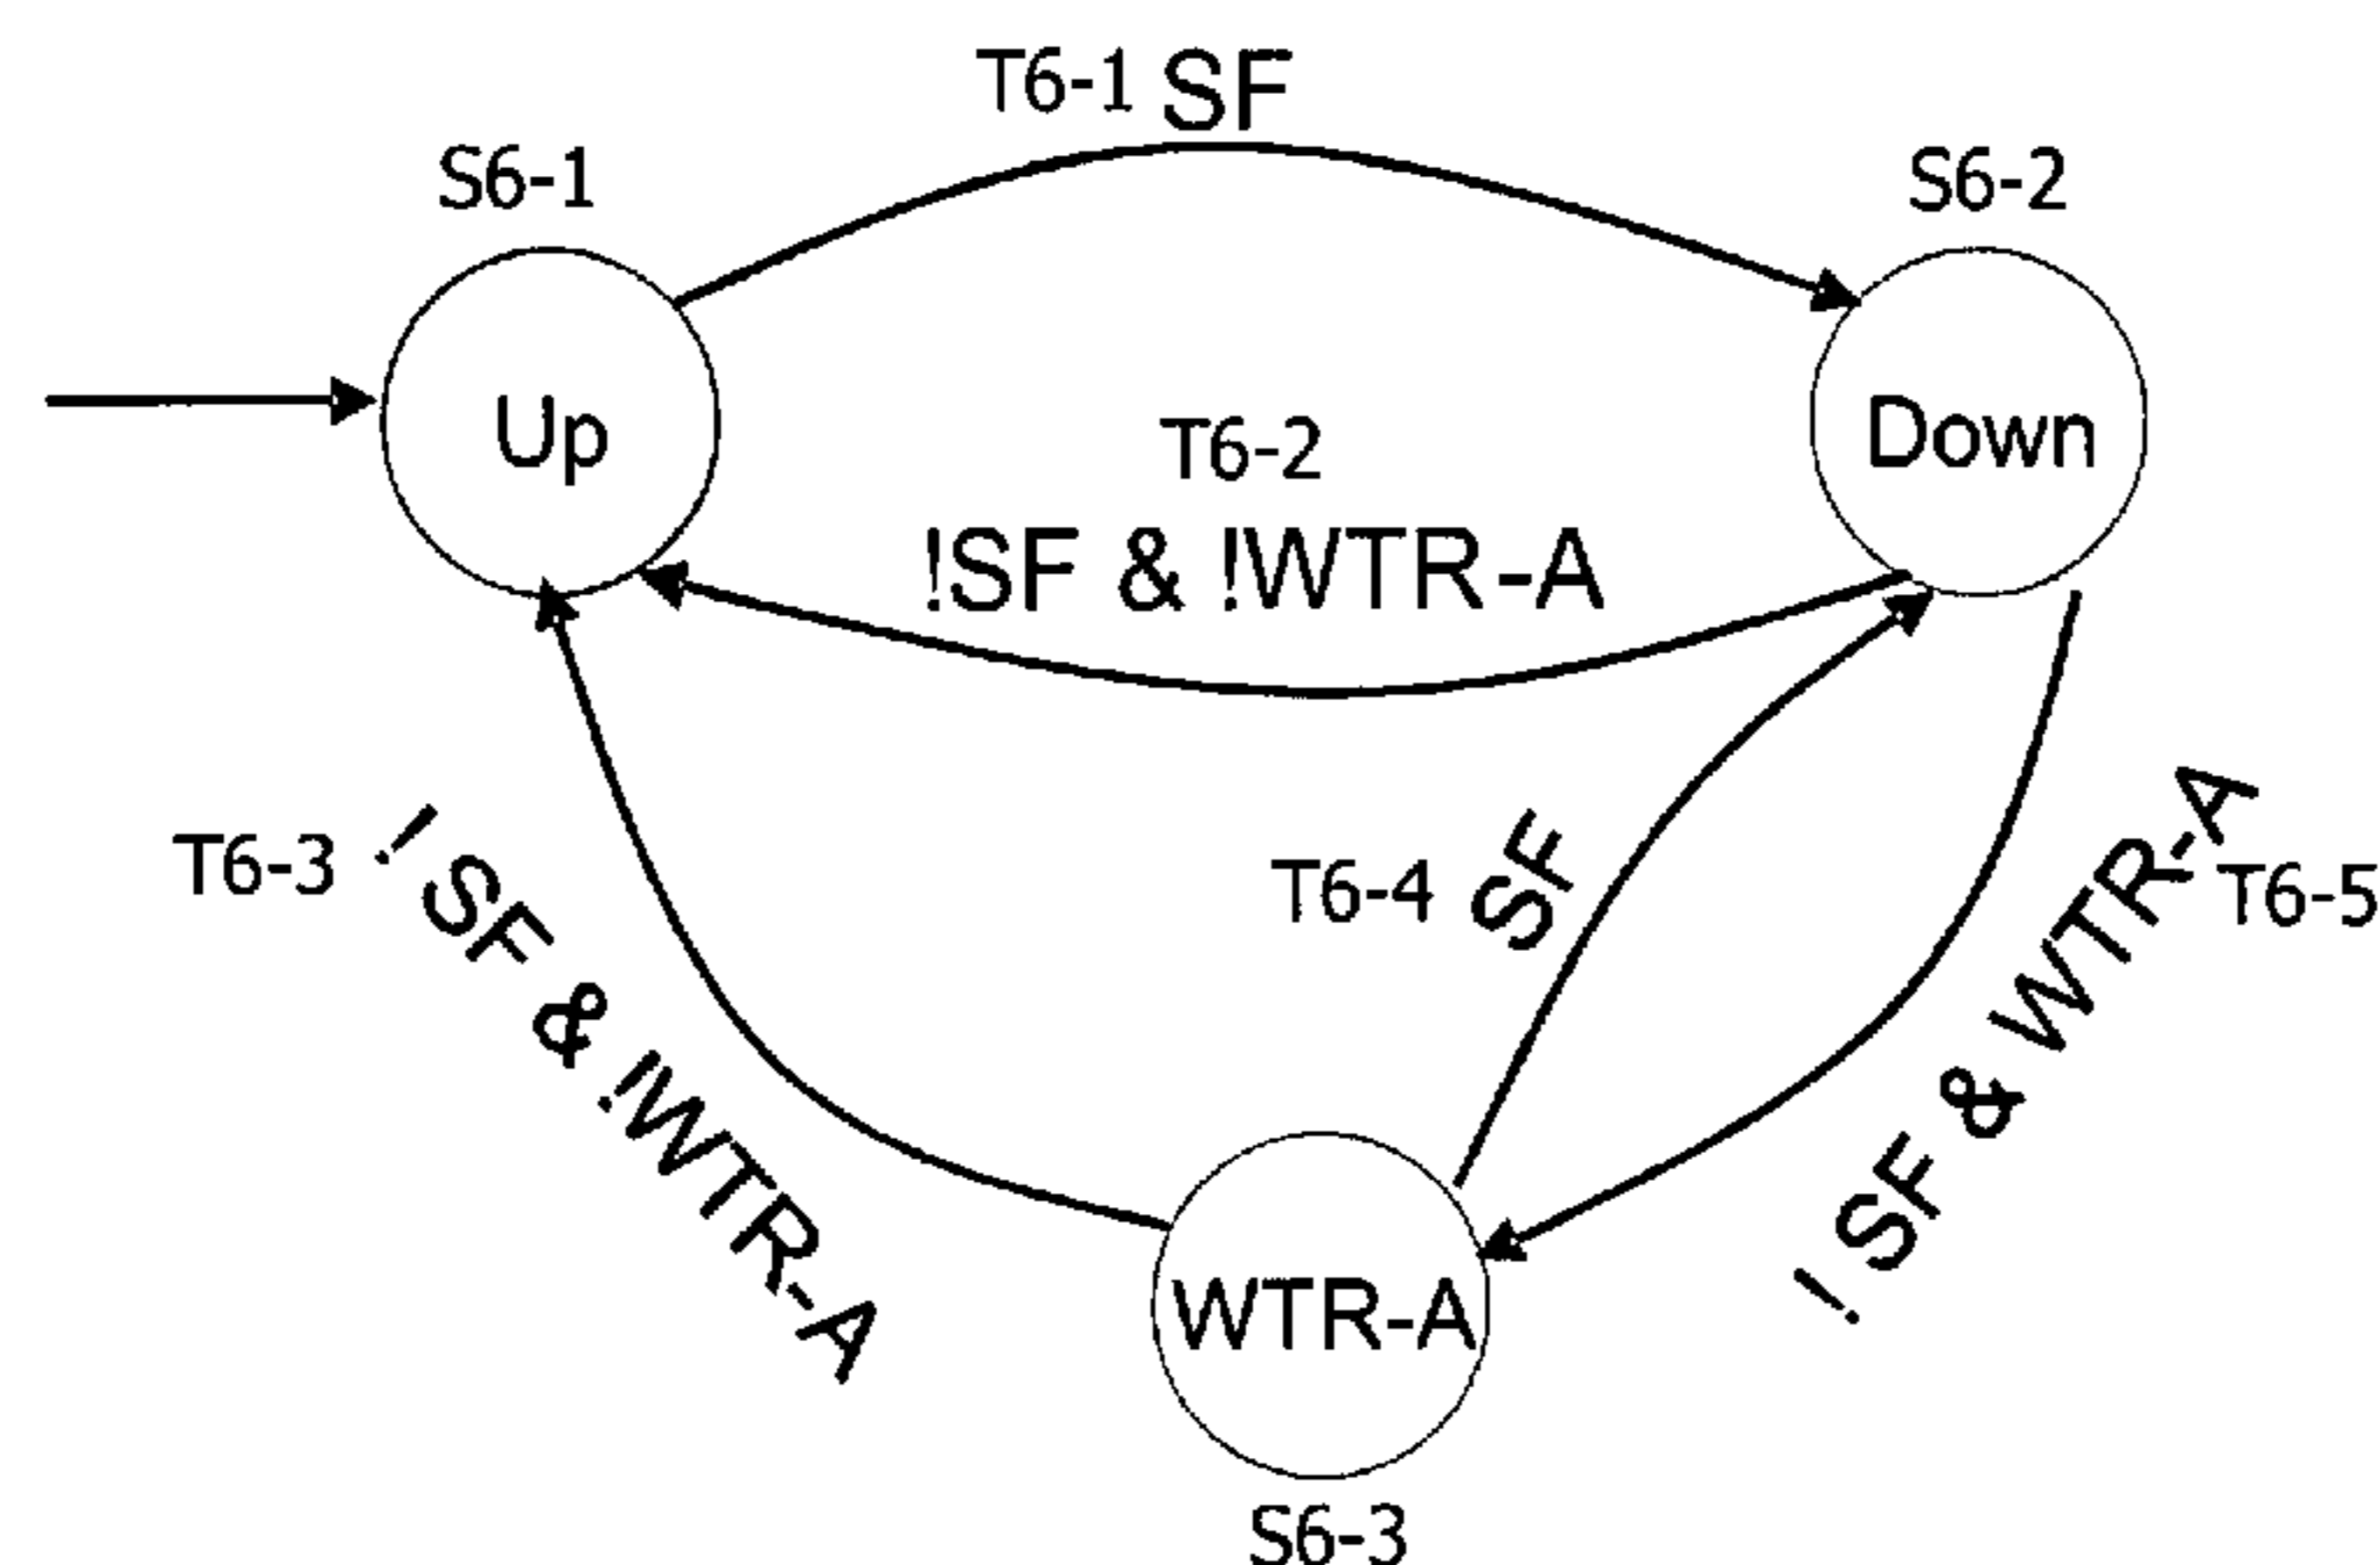 T6-1 SF
S6-1
S6-2
Up
Down
T6-2
!SF & !WTR-A
T6-3
! SF & !WTR-A
T6-4
SF
! SF & WTR-A
T6-5
WTR-A
S6-3